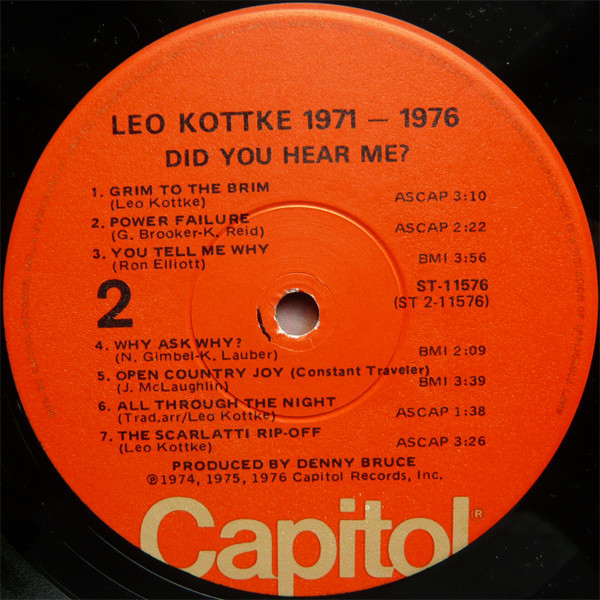 LEO KOTTKE 1971 — 1976
DID YOU HEAR ME?
1. GRIM TO THE BRIM
(Leo Kottke) ASCAP 3:10
2. POWER FAILURE
(G. Brooker-K. Reid) ASCAP 2:22
3. YOU TELL ME WHY
(Ron Elliott) BMI 3:56
2
ST-11576
(ST 2-11576)
4. WHY ASK WHY?
(N. Gimbel-K. Lauber) BMI 2:09
5. OPEN COUNTRY JOY (Constant Traveler)
(J. McLaughlin) BMI 3:39
6. ALL THROUGH THE NIGHT
(Trad.arr/Leo Kottke) ASCAP 1:38
7. THE SCARLATTI RIP-OFF
(Leo Kottke) ASCAP 3:26
PRODUCED BY DENNY BRUCE
℗1974, 1975, 1976 Capitol Records, Inc.
Capitol®